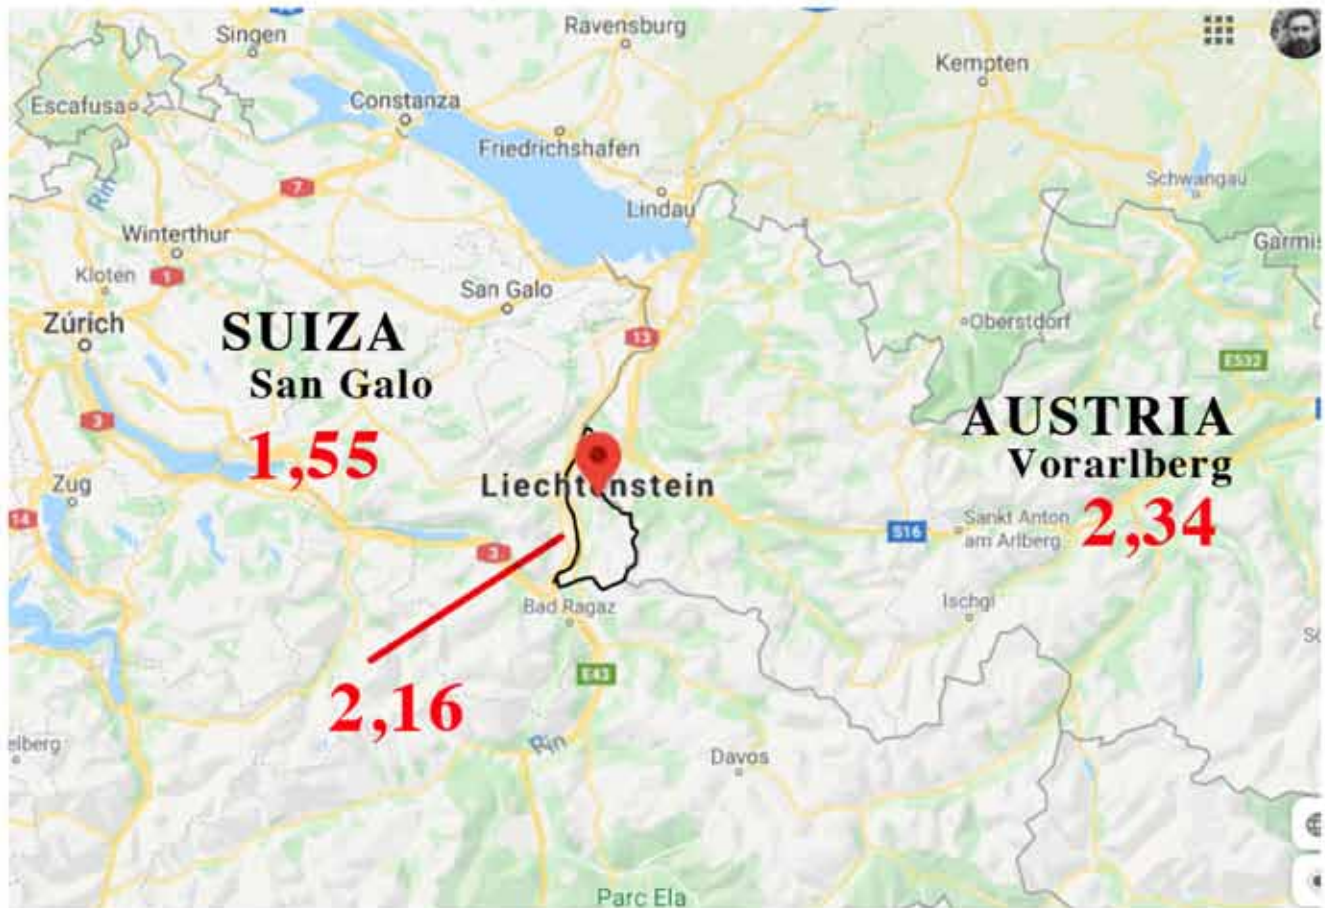 Ravensburg
Singen
Kempten
Escafusa
Constanza
Friedrichshafen
Schwangau
Rin
7
Lindau
Winterthur
Garmis
Kloten
1
San Galo
Zúrich
SUIZA
Oberstdorf
13
San Galo
E532
3
AUSTRIA
1,55
Vorarlberg
Zug
Liechtenstein
14
S16
Sankt Anton
am Arlberg
2,34
3
Bad Ragaz
Ischgl
E43
2,16
elberg
Rin
Davos
Parc Ela